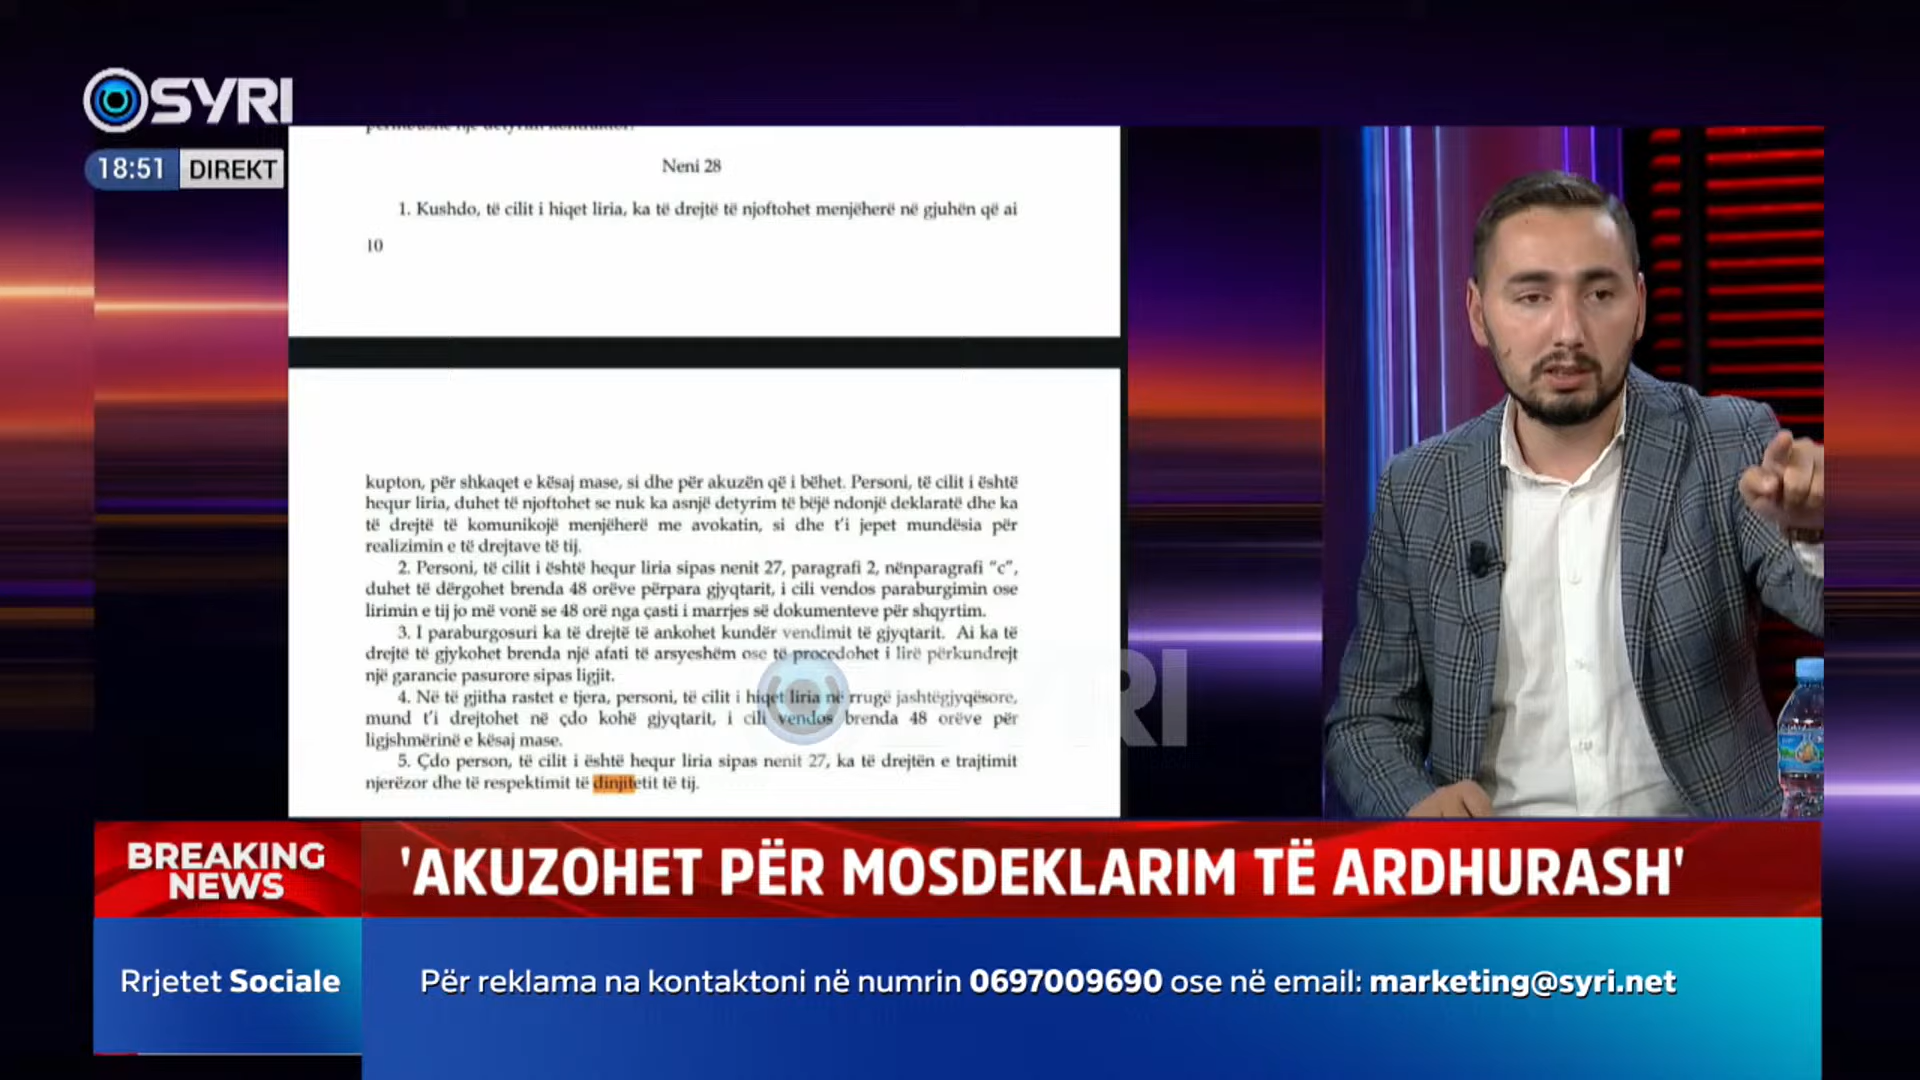 SYRI
18:51 DIREKT
Neni 28
1. Kushdo, të cilit i hiqet liria, ka të drejtë të njoftohet menjëherë në gjuhën që ai
10
kupton, për shkaqet e kësaj mase, si dhe për akuzën që i bëhet. Personi, të cilit i është
hequr liria, duhet të njoftohet se nuk ka asnjë detyrim të bëjë ndonjë deklaratë dhe ka
të drejtë të komunikojë menjëherë me avokatin, si dhe t’i jepet mundësia për
realizimin e të drejtave të tij.
2. Personi, të cilit i është hequr liria sipas nenit 27, paragrafi 2, nënparagrafi “c”,
duhet të dërgohet brenda 48 orëve përpara gjyqtarit, i cili vendos paraburgimin ose
lirimin e tij jo më vonë se 48 orë nga çasti i marrjes së dokumenteve për shqyrtim.
3. I paraburgosuri ka të drejtë të ankohet kundër vendimit të gjyqtarit. Ai ka të
drejtë të gjykohet brenda një afati të arsyeshëm ose të procedohet i lirë përkundrejt
një garancie pasurore sipas ligjit.
4. Në të gjitha rastet e tjera, personi, të cilit i hiqet liria në rrugë jashtëgjyqësore,
mund t’i drejtohet në çdo kohë gjyqtarit, i cili vendos brenda 48 orëve për
ligjshmërinë e kësaj mase.
5. Çdo person, të cilit i është hequr liria sipas nenit 27, ka të drejtën e trajtimit
njerëzor dhe të respektimit të dinjitetit të tij.
BREAKING
NEWS
'AKUZOHET PËR MOSDEKLARIM TË ARDHURASH'
Rrjetet Sociale
Për reklama na kontaktoni në numrin 0697009690 ose në email: marketing@syri.net